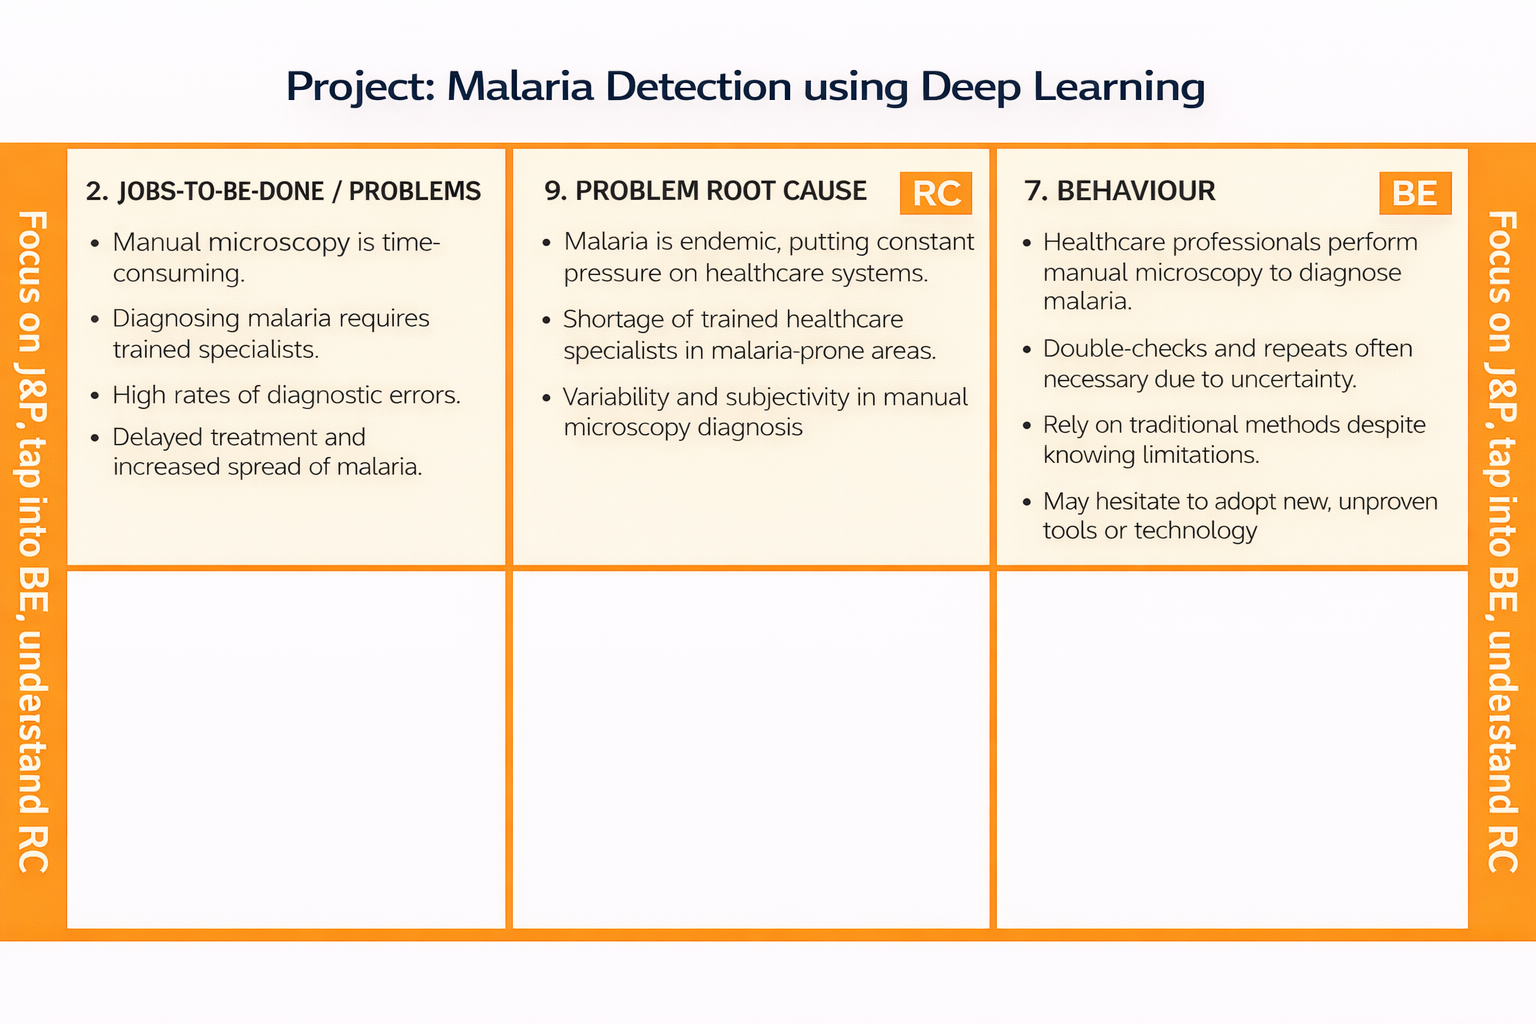 Project: Malaria Detection using Deep Learning
Focus on J&P, tap into BE, understand RC
2. JOBS-TO-BE-DONE / PROBLEMS
• Manual microscopy is time-
consuming.
• Diagnosing malaria requires
trained specialists.
• High rates of diagnostic errors.
• Delayed treatment and
increased spread of malaria.
9. PROBLEM ROOT CAUSE
RC
• Malaria is endemic, putting constant
pressure on healthcare systems.
• Shortage of trained healthcare
specialists in malaria-prone areas.
• Variability and subjectivity in manual
microscopy diagnosis
7. BEHAVIOUR
BE
• Healthcare professionals perform
manual microscopy to diagnose
malaria.
• Double-checks and repeats often
necessary due to uncertainty.
• Rely on traditional methods despite
knowing limitations.
• May hesitate to adopt new, unproven
tools or technology
Focus on J&P, tap into BE, understand RC